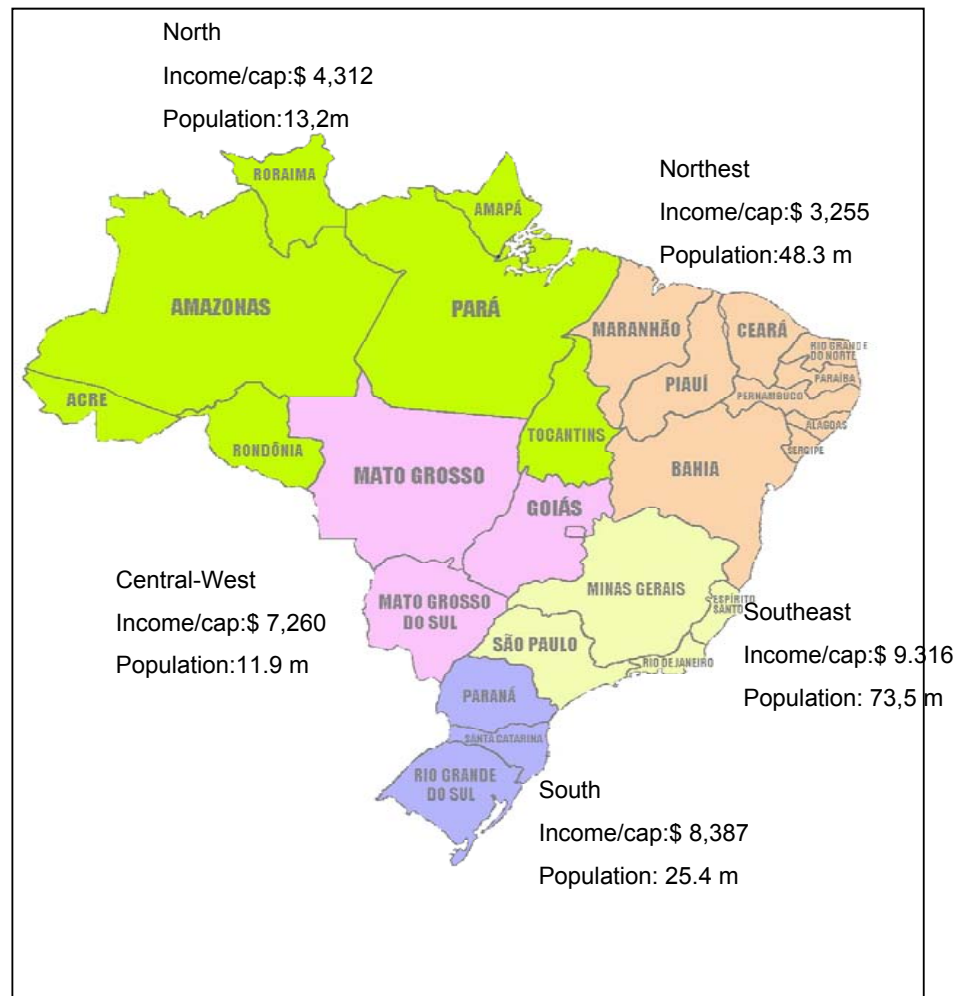 North
Income/cap:$ 4,312
Population:13,2m
Northest
Income/cap:$ 3,255
Population:48.3 m
RORAIMA
AMAPÁ
AMAZONAS
PARÁ
MARANHÃO
CEARÁ
RIO GRANDE
DO NORTE
PARAÍBA
PIAUÍ
PERNAMBUCO
ACRE
ALAGOAS
TOCANTINS
SERGIPE
RONDÔNIA
MATO GROSSO
BAHIA
GOIÁS
Central-West
Income/cap:$ 7,260
Population:11.9 m
MINAS GERAIS
ESPÍRITO
SANTO
MATO GROSSO
DO SUL
Southeast
Income/cap:$ 9.316
Population: 73,5 m
SÃO PAULO
RIO DE JANEIRO
PARANÁ
SANTA CATARINA
RIO GRANDE
DO SUL
South
Income/cap:$ 8,387
Population: 25.4 m